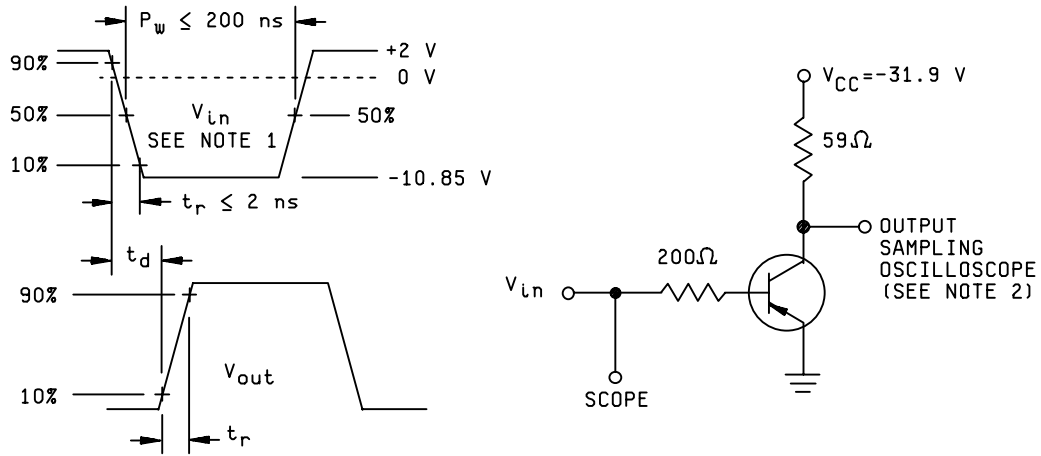 P_w ≤ 200 ns
+2 V
90%
0 V
50%
V_in
50%
SEE NOTE 1
10%
-10.85 V
t_r ≤ 2 ns
t_d
90%
V_out
10%
t_r
V_CC=-31.9 V
59Ω
OUTPUT
SAMPLING
OSCILLOSCOPE
(SEE NOTE 2)
200Ω
V_in
SCOPE